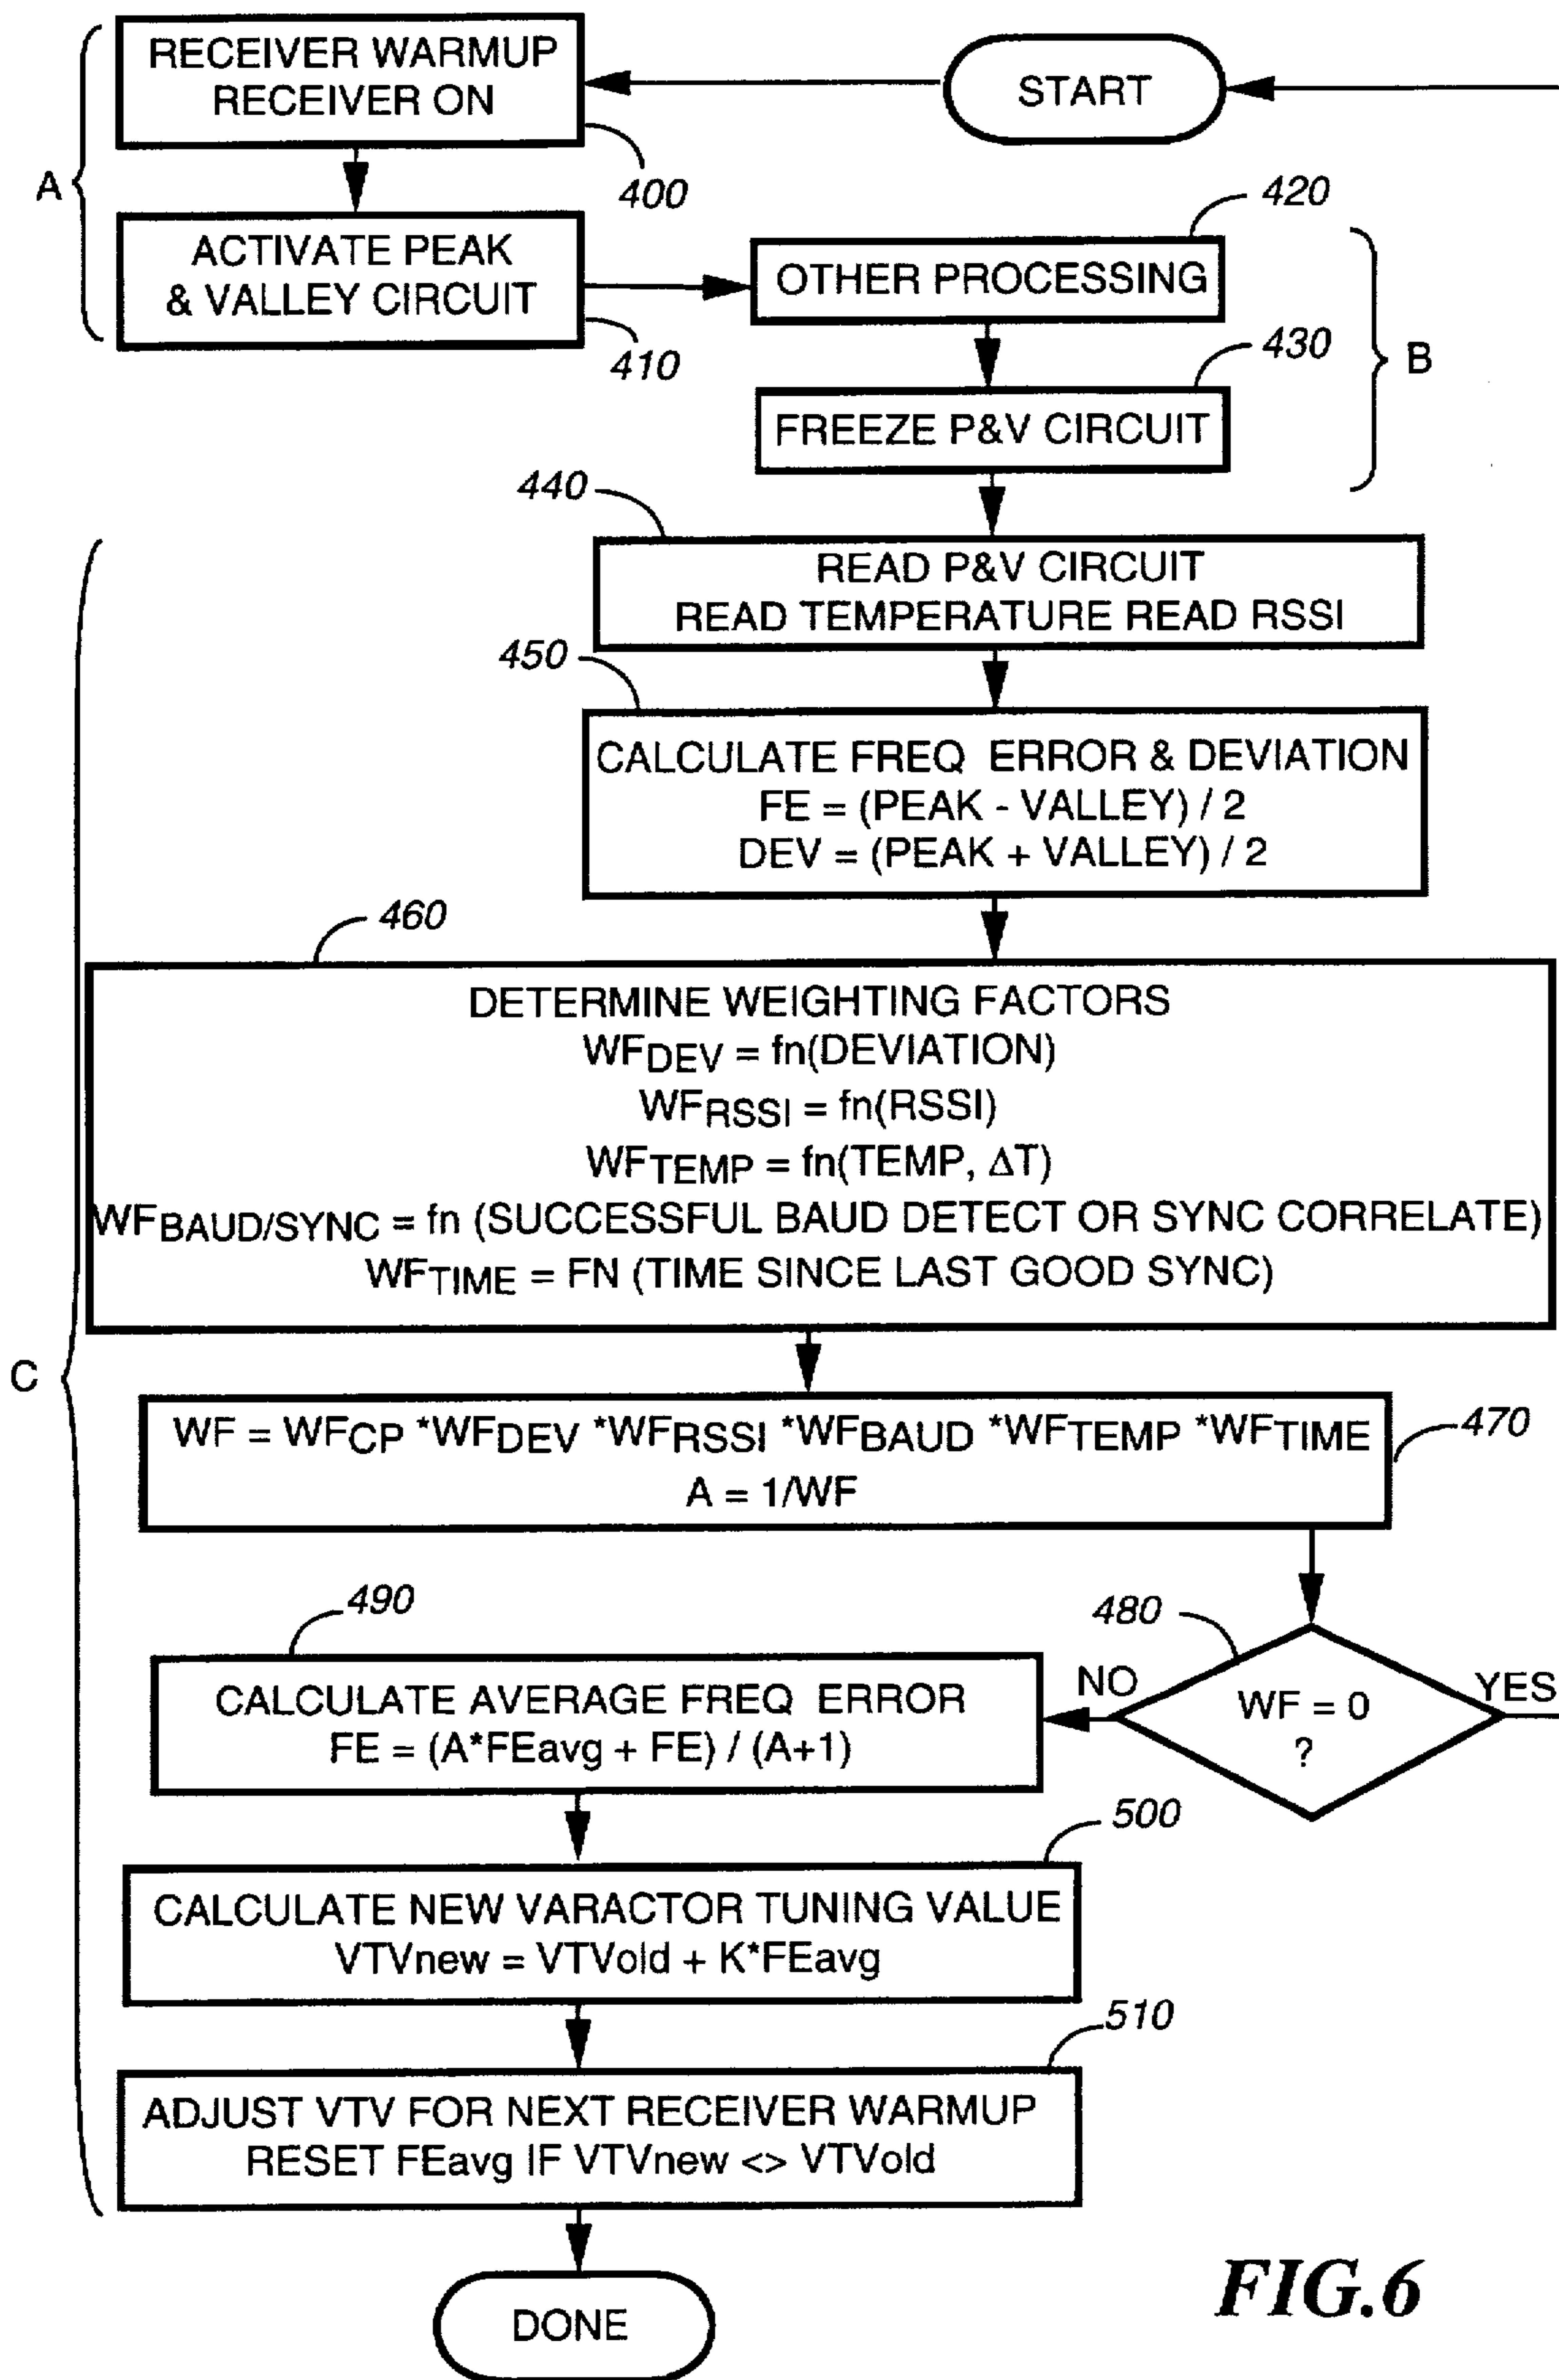 START
RECEIVER WARMUP
RECEIVER ON
400
A
ACTIVATE PEAK
& VALLEY CIRCUIT
410
420
OTHER PROCESSING
430
FREEZE P&V CIRCUIT
B
440
READ P&V CIRCUIT
READ TEMPERATURE READ RSSI
450
CALCULATE FREQ ERROR & DEVIATION
FE = (PEAK - VALLEY) / 2
DEV = (PEAK + VALLEY) / 2
460
DETERMINE WEIGHTING FACTORS
WFDEV = fn(DEVIATION)
WFRSSI = fn(RSSI)
WFTEMP = fn(TEMP, ΔT)
WFBAUD/SYNC = fn (SUCCESSFUL BAUD DETECT OR SYNC CORRELATE)
WFTIME = FN (TIME SINCE LAST GOOD SYNC)
C
WF = WFCP *WFDEV *WFRSSI *WFBAUD *WFTEMP *WFTIME
A = 1/WF
470
480
WF = 0
?
NO
YES
490
CALCULATE AVERAGE FREQ ERROR
FE = (A*FEavg + FE) / (A+1)
500
CALCULATE NEW VARACTOR TUNING VALUE
VTVnew = VTVold + K*FEavg
510
ADJUST VTV FOR NEXT RECEIVER WARMUP
RESET FEavg IF VTVnew <> VTVold
DONE
FIG.6